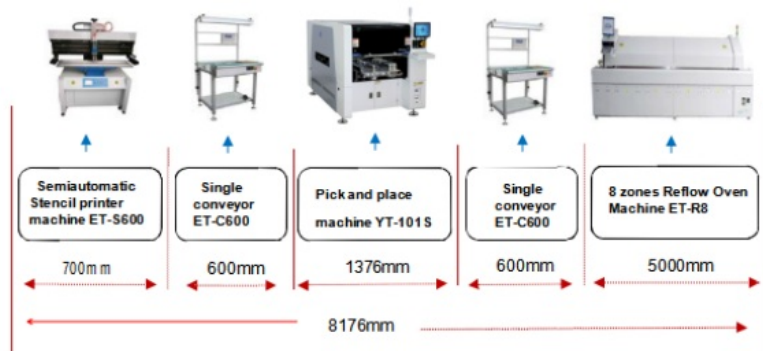 Semiautomatic
Stencil printer
machine ET-S600
Single
conveyor
ET-C600
Pick and place
machine YT-101S
Single
conveyor
ET-C600
8 zones Reflow Oven
Machine ET-R8
700mm
600mm
1376mm
600mm
5000mm
8176mm